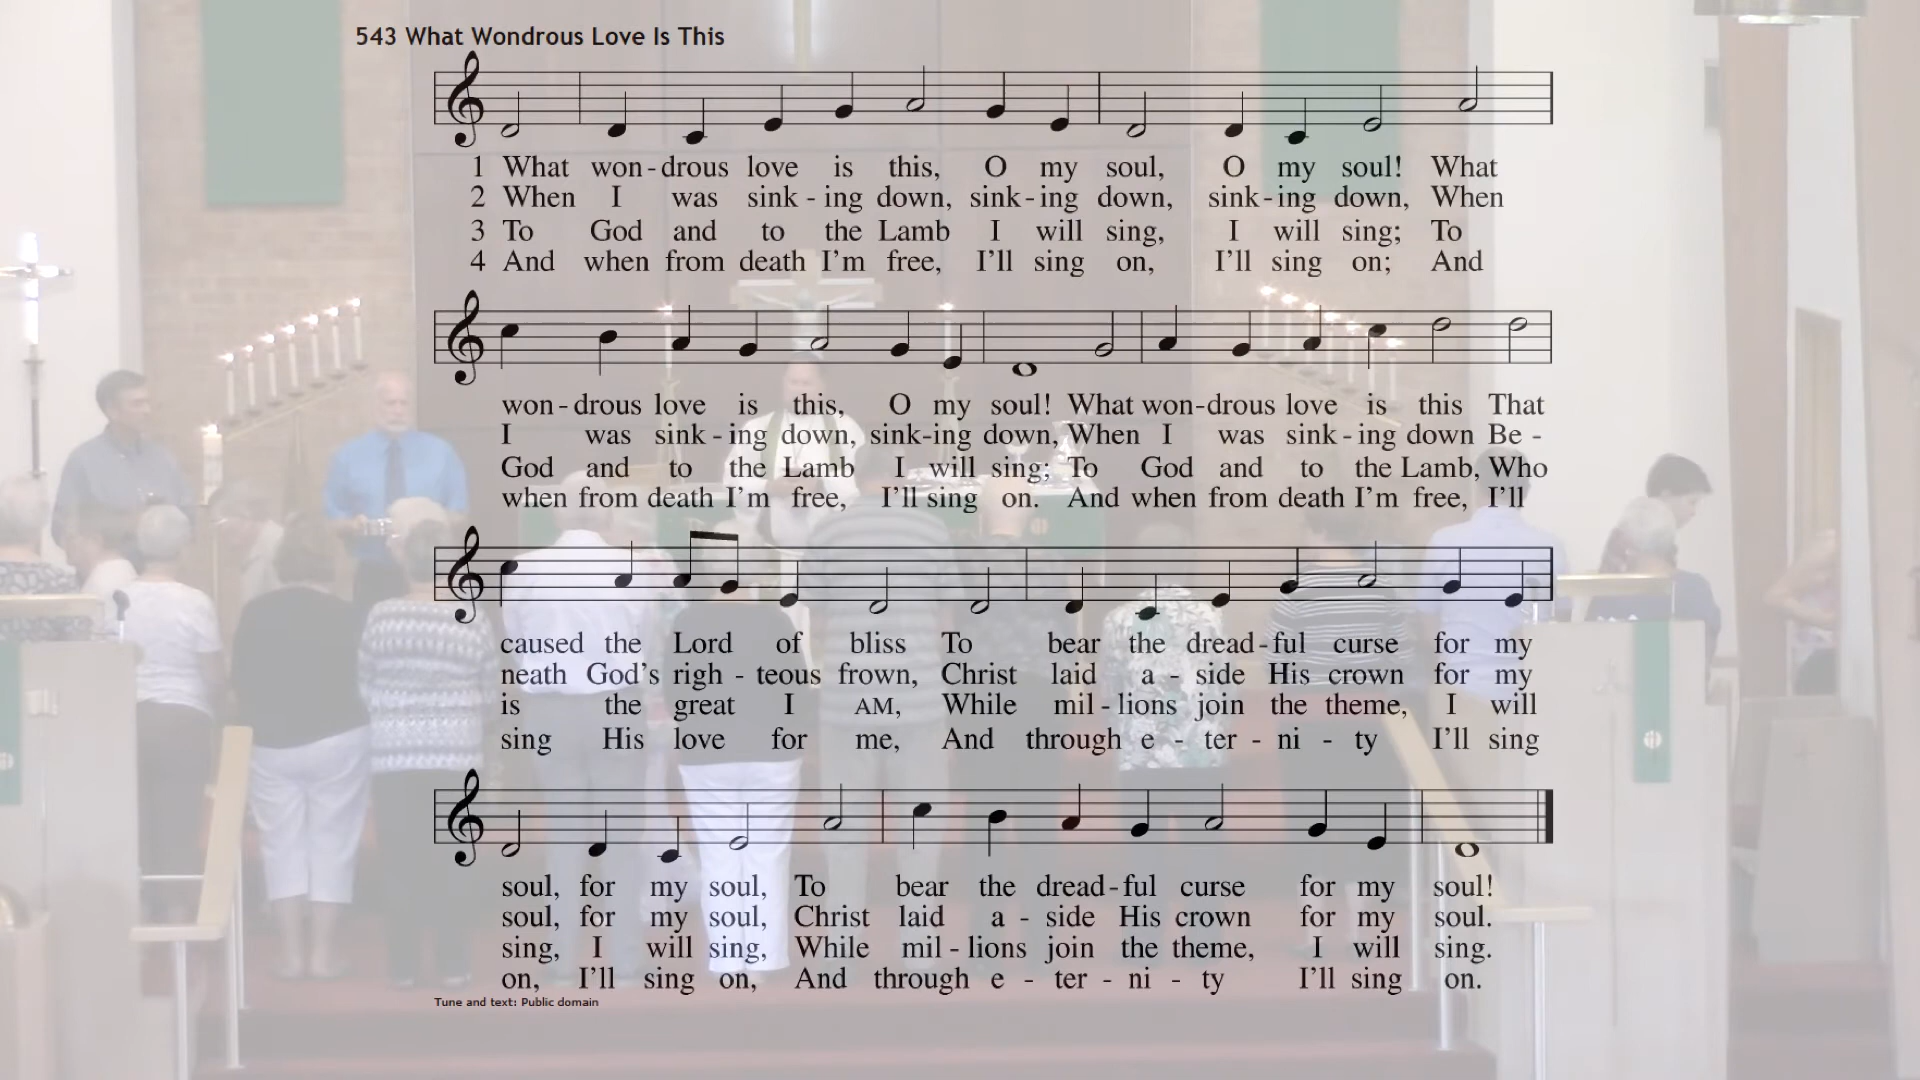 543 What Wondrous Love Is This
1 What won-drous love is this, O my soul, O my soul! What
2 When I was sink - ing down, sink - ing down, sink - ing down, When
3 To God and to the Lamb I will sing, I will sing; To
4 And when from death I'm free, I'll sing on, I'll sing on; And
won-drous love is this, O my soul! What won-drous love is this That
I was sink - ing down, sink-ing down, When I was sink - ing down Be -
God and to the Lamb I will sing; To God and to the Lamb, Who
when from death I'm free, I'll sing on. And when from death I'm free, I'll
caused the Lord of bliss To bear the dread-ful curse for my
neath God's righ - teous frown, Christ laid a - side His crown for my
is the great I AM, While mil - lions join the theme, I will
sing His love for me, And through e - ter - ni - ty I'll sing
soul, for my soul, To bear the dread-ful curse for my soul!
soul, for my soul, Christ laid a - side His crown for my soul.
sing, I will sing, While mil - lions join the theme, I will sing.
on, I'll sing on, And through e - ter - ni - ty I'll sing on.
Tune and text: Public domain